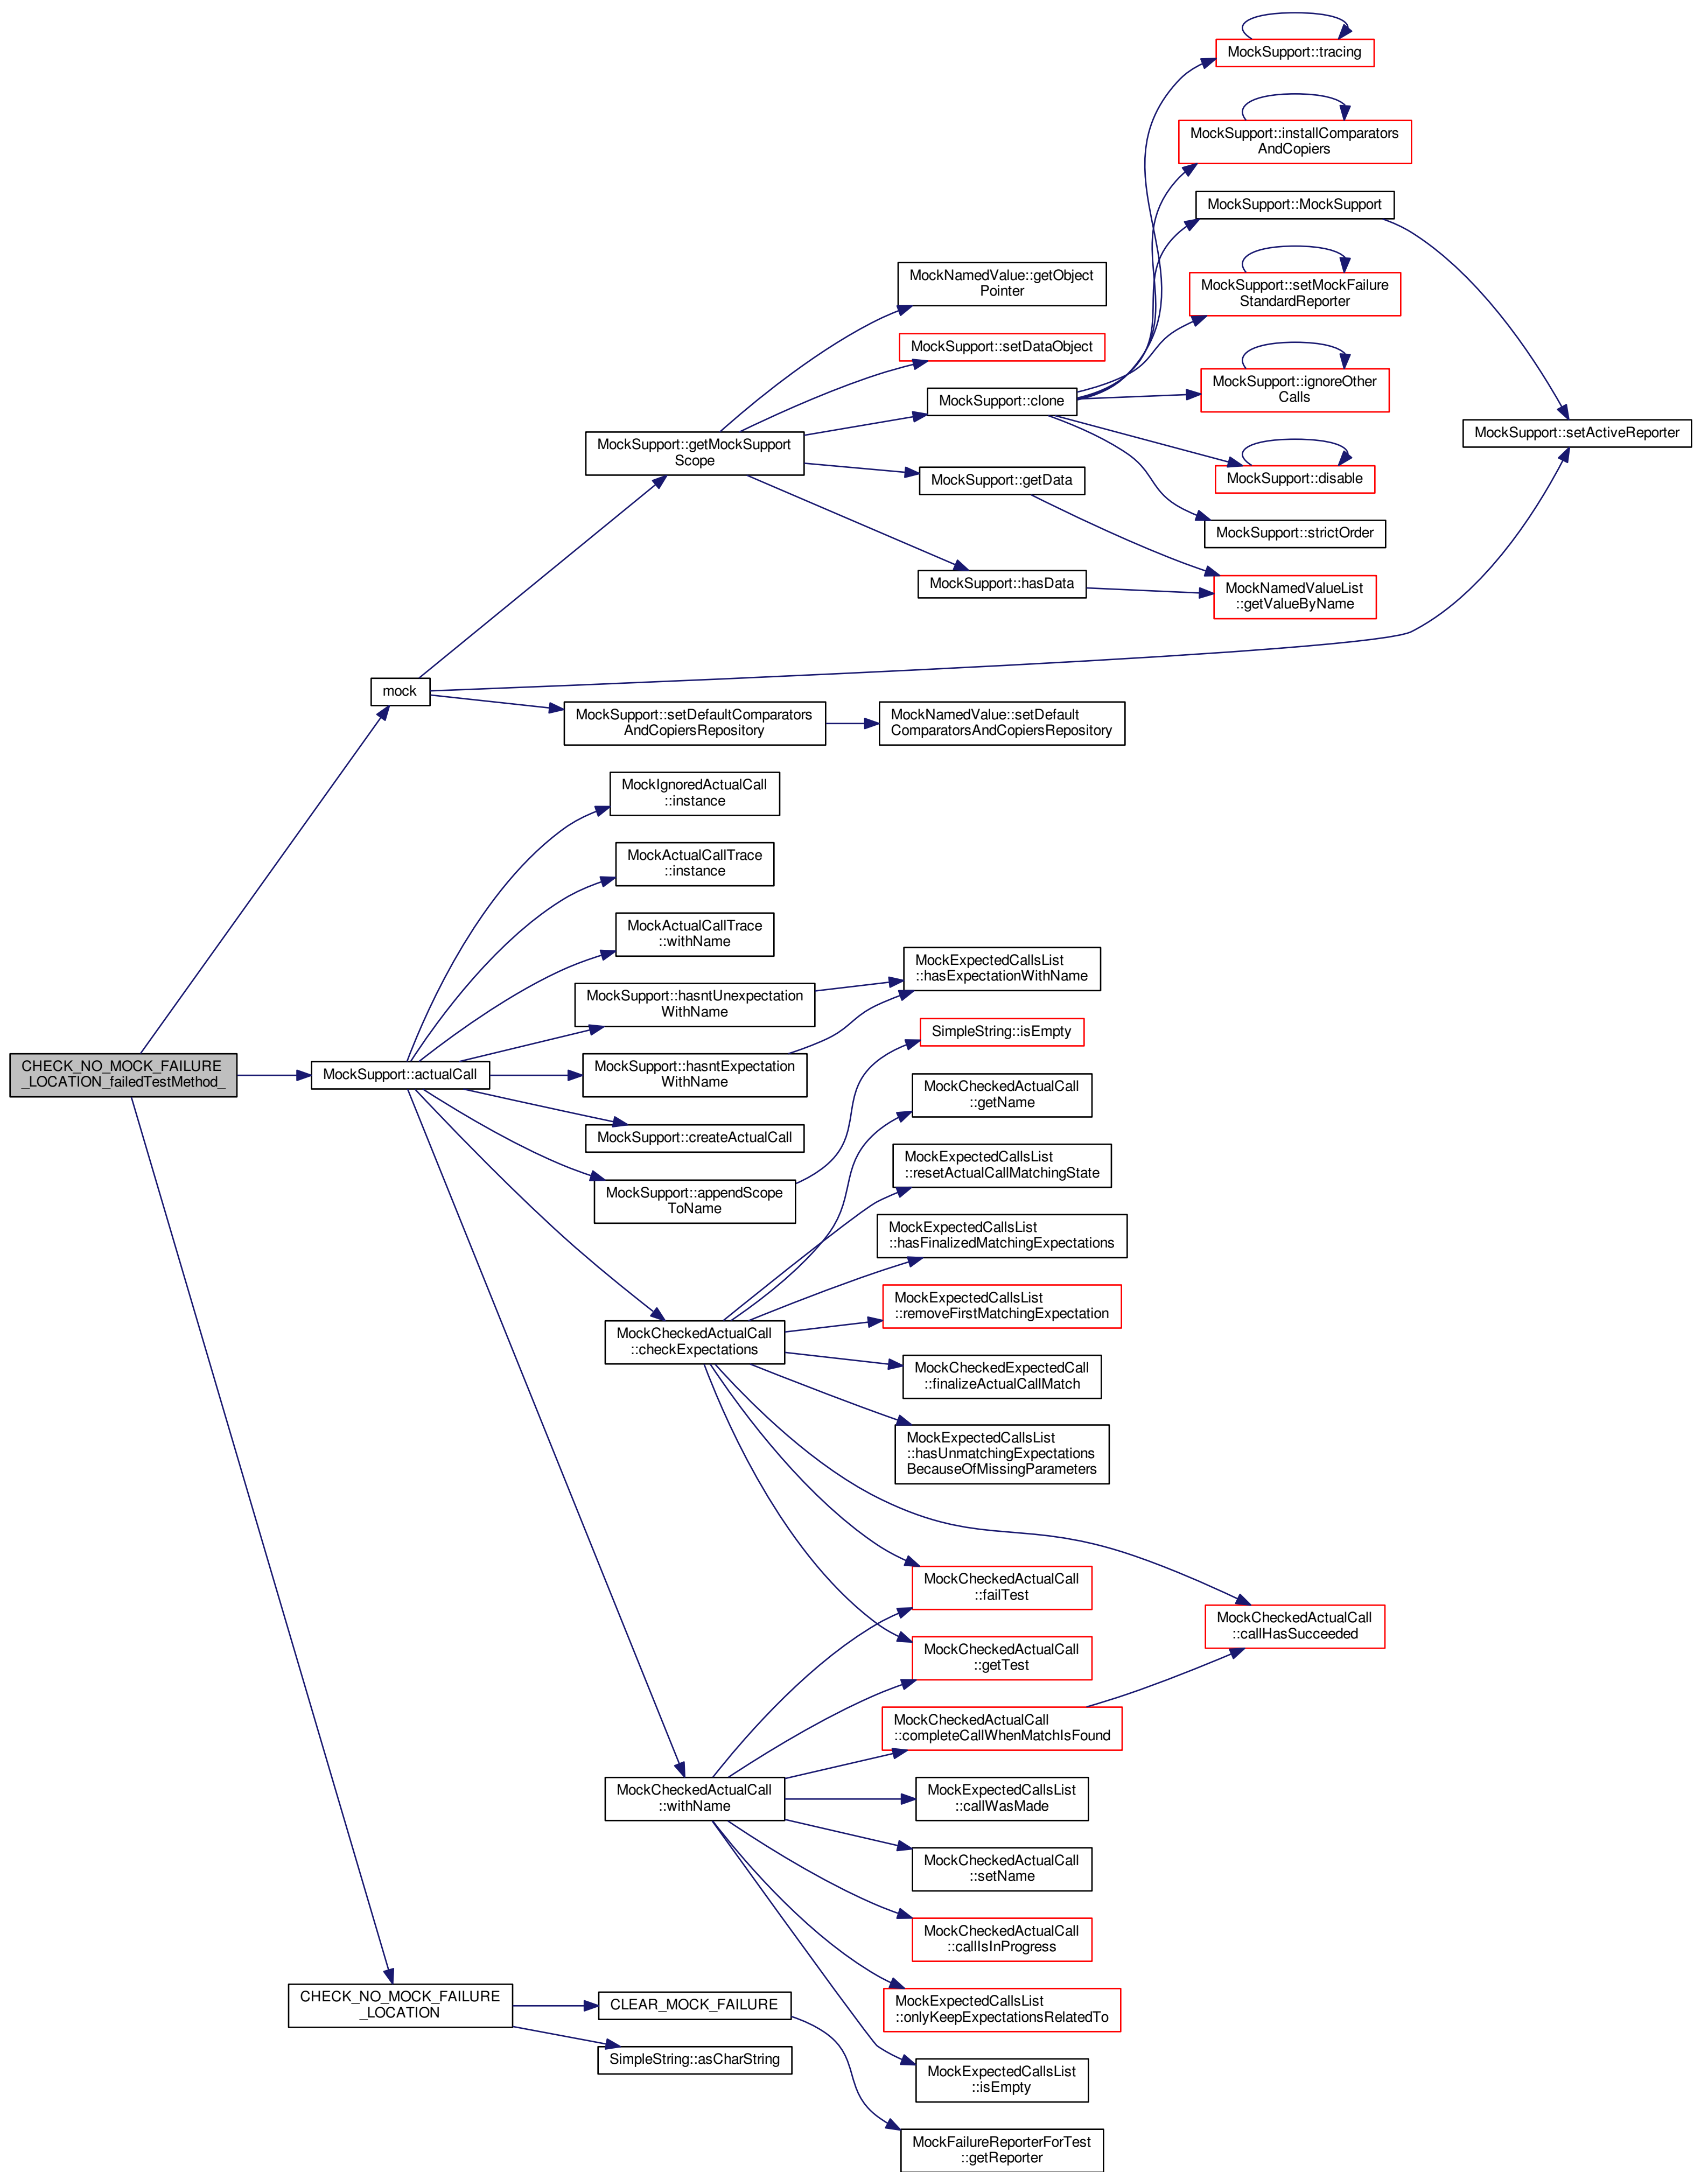 MockSupport::tracing
MockSupport::installComparators
AndCopiers
MockSupport::MockSupport
MockNamedValue::getObject
Pointer
MockSupport::setMockFailure
StandardReporter
MockSupport::setDataObject
MockSupport::ignoreOther
Calls
MockSupport::clone
MockSupport::setActiveReporter
MockSupport::getMockSupport
Scope
MockSupport::getData
MockSupport::disable
MockSupport::strictOrder
MockSupport::hasData
MockNamedValueList
::getValueByName
mock
MockSupport::setDefaultComparators
AndCopiersRepository
MockNamedValue::setDefault
ComparatorsAndCopiersRepository
MockIgnoredActualCall
::instance
MockActualCallTrace
::instance
MockActualCallTrace
::withName
MockExpectedCallsList
::hasExpectationWithName
MockSupport::hasntUnexpectation
WithName
SimpleString::isEmpty
CHECK_NO_MOCK_FAILURE
_LOCATION_failedTestMethod_
MockSupport::actualCall
MockSupport::hasntExpectation
WithName
MockCheckedActualCall
::getName
MockSupport::createActualCall
MockExpectedCallsList
::resetActualCallMatchingState
MockSupport::appendScope
ToName
MockExpectedCallsList
::hasFinalizedMatchingExpectations
MockExpectedCallsList
::removeFirstMatchingExpectation
MockCheckedActualCall
::checkExpectations
MockCheckedExpectedCall
::finalizeActualCallMatch
MockExpectedCallsList
::hasUnmatchingExpectations
BecauseOfMissingParameters
MockCheckedActualCall
::failTest
MockCheckedActualCall
::callHasSucceeded
MockCheckedActualCall
::getTest
MockCheckedActualCall
::completeCallWhenMatchIsFound
MockCheckedActualCall
::withName
MockExpectedCallsList
::callWasMade
MockCheckedActualCall
::setName
MockCheckedActualCall
::callIsInProgress
MockExpectedCallsList
::onlyKeepExpectationsRelatedTo
CHECK_NO_MOCK_FAILURE
_LOCATION
CLEAR_MOCK_FAILURE
SimpleString::asCharString
MockExpectedCallsList
::isEmpty
MockFailureReporterForTest
::getReporter